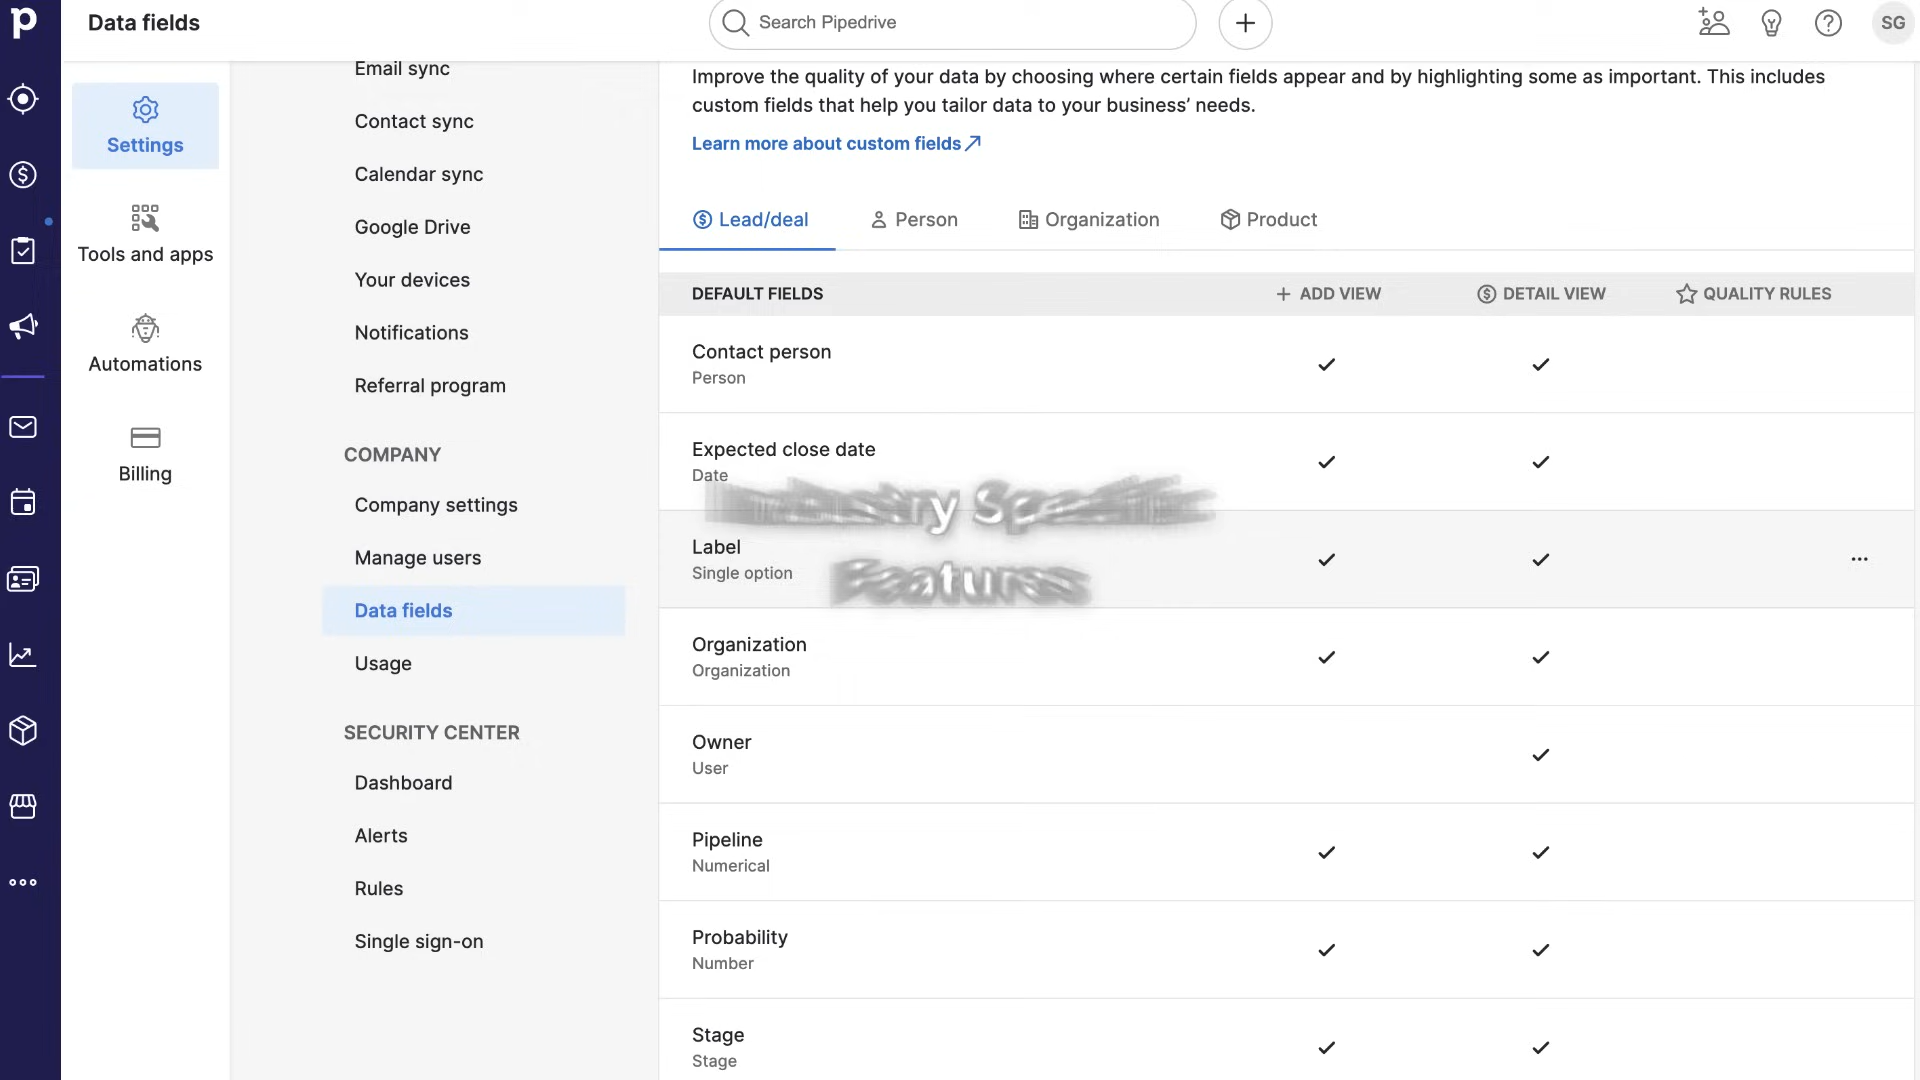 Data fields
Search Pipedrive
SG
Settings
Tools and apps
Automations
Billing
Email sync
Contact sync
Calendar sync
Google Drive
Your devices
Notifications
Referral program
COMPANY
Company settings
Manage users
Data fields
Usage
SECURITY CENTER
Dashboard
Alerts
Rules
Single sign-on
Improve the quality of your data by choosing where certain fields appear and by highlighting some as important. This includes
custom fields that help you tailor data to your business’ needs.
Learn more about custom fields
Lead/deal Person Organization Product
DEFAULT FIELDS ADD VIEW DETAIL VIEW QUALITY RULES
Contact person
Person
Expected close date
Date
Label
Single option
Features
Organization
Organization
Owner
User
Pipeline
Numerical
Probability
Number
Stage
Stage